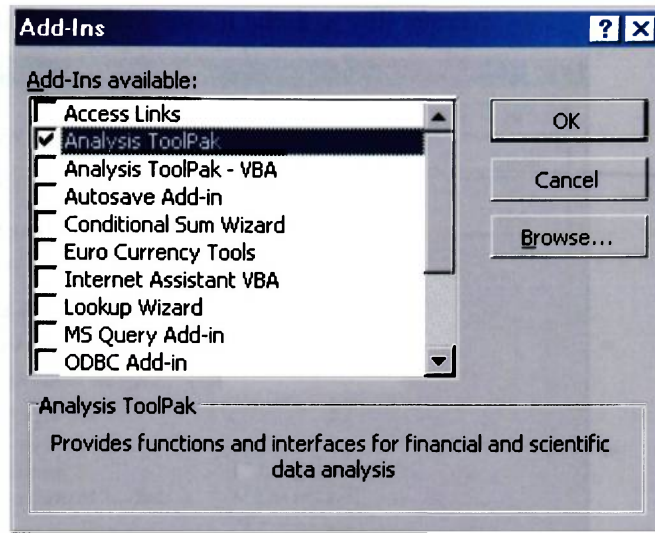 Add-Ins
Add-Ins available:
Access Links
Analysis ToolPak
Analysis ToolPak - VBA
Autosave Add-in
Conditional Sum Wizard
Euro Currency Tools
Internet Assistant VBA
Lookup Wizard
MS Query Add-in
ODBC Add-in
OK
Cancel
Browse...
Analysis ToolPak
Provides functions and interfaces for financial and scientific
data analysis